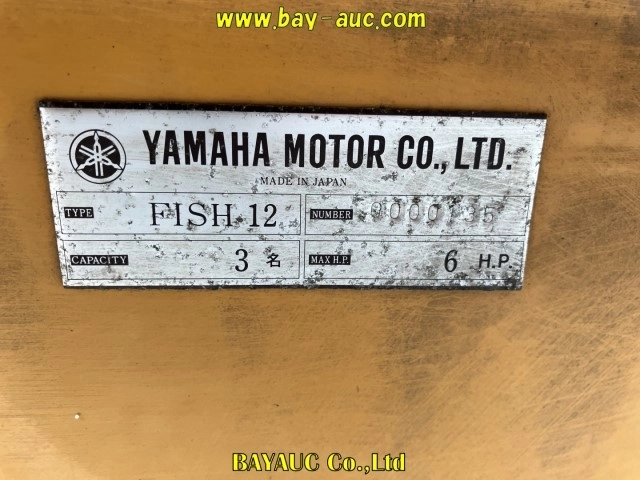 www.bay-auc.com
YAMAHA MOTOR CO., LTD.
MADE IN JAPAN
TYPE FISH 12 NUMBER
CAPACITY 3 名 MAX H.P. 6 H.P.
BAYAUC Co.,Ltd